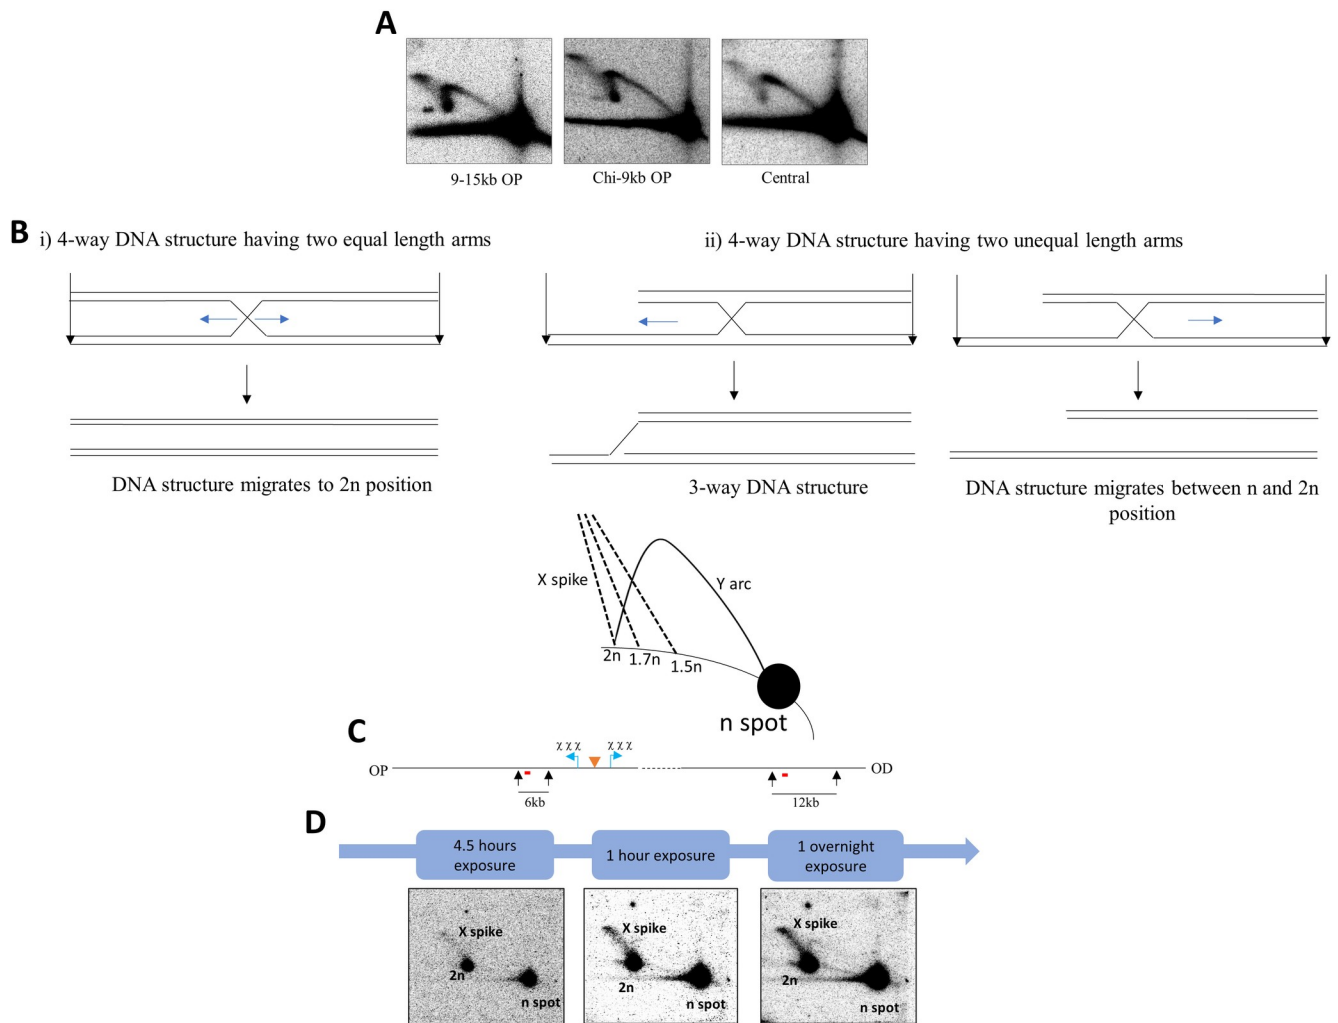 A
9-15kb OP
Chi-9kb OP
Central
B
i) 4-way DNA structure having two equal length arms
ii) 4-way DNA structure having two unequal length arms
DNA structure migrates to 2n position
3-way DNA structure
DNA structure migrates between n and 2n
position
X spike
Y arc
2n
1.7n
1.5n
n spot
C
χ χ χ
χ χ χ
OP
OD
6kb
12kb
D
4.5 hours
exposure
1 hour exposure
1 overnight
exposure
X spike
2n
n spot
X spike
2n
n spot
X spike
2n
n spot